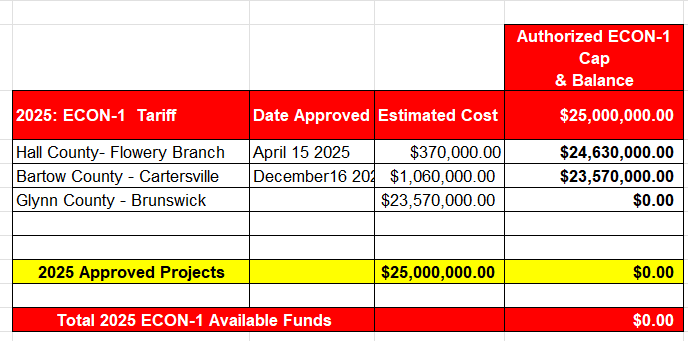 Authorized ECON-1
Cap
& Balance
2025: ECON-1 Tariff Date Approved Estimated Cost $25,000,000.00
Hall County- Flowery Branch April 15 2025 $370,000.00 $24,630,000.00
Bartow County - Cartersville December16 202 $1,060,000.00 $23,570,000.00
Glynn County - Brunswick $23,570,000.00 $0.00
2025 Approved Projects $25,000,000.00 $0.00
Total 2025 ECON-1 Available Funds $0.00